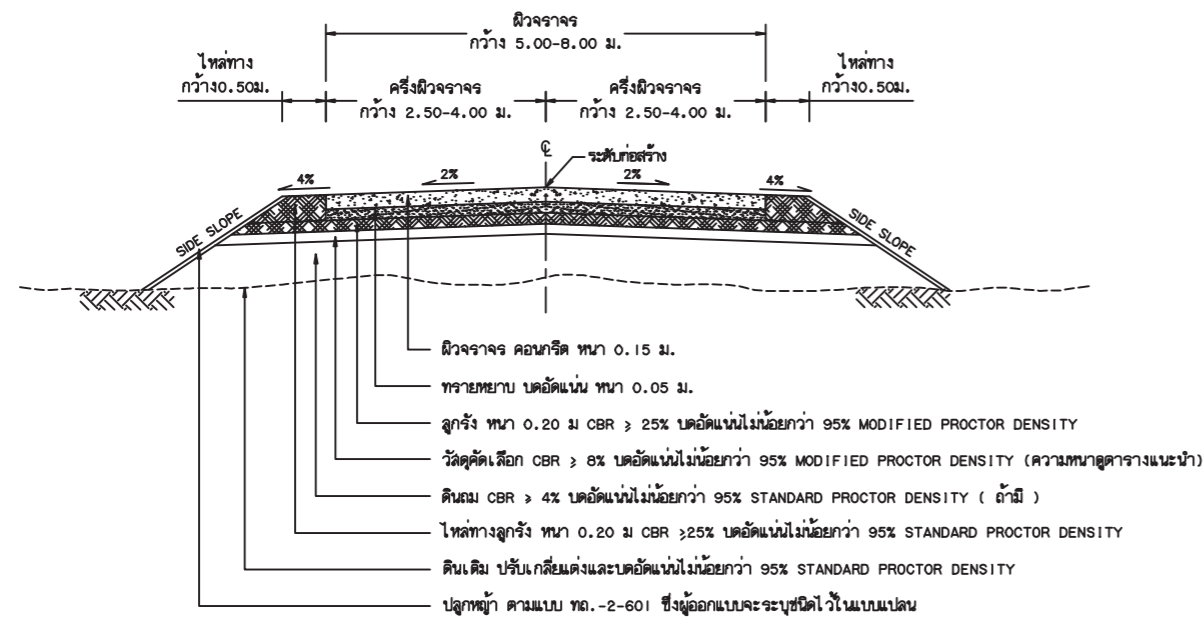 ผิวจราจร
กว้าง 5.00-8.00 ม.
ไหล่ทาง
กว้าง0.50ม.
ครึ่งผิวจราจร
กว้าง 2.50-4.00 ม.
ครึ่งผิวจราจร
กว้าง 2.50-4.00 ม.
ไหล่ทาง
กว้าง0.50ม.
℄
ระดับก่อสร้าง
4%
2%
2%
4%
SIDE SLOPE
SIDE SLOPE
ผิวจราจร คอนกรีต หนา 0.15 ม.
ทรายหยาบ บดอัดแน่น หนา 0.05 ม.
ลูกรัง หนา 0.20 ม CBR ≥ 25% บดอัดแน่นไม่น้อยกว่า 95% MODIFIED PROCTOR DENSITY
วัสดุคัดเลือก CBR ≥ 8% บดอัดแน่นไม่น้อยกว่า 95% MODIFIED PROCTOR DENSITY (ความหนาดูตารางแนะนำ)
ดินถม CBR ≥ 4% บดอัดแน่นไม่น้อยกว่า 95% STANDARD PROCTOR DENSITY ( ถ้ามี )
ไหล่ทางลูกรัง หนา 0.20 ม CBR ≥25% บดอัดแน่นไม่น้อยกว่า 95% STANDARD PROCTOR DENSITY
ดินเดิม ปรับเกลี่ยแต่งและบดอัดแน่นไม่น้อยกว่า 95% STANDARD PROCTOR DENSITY
ปลูกหญ้า ตามแบบ ทถ.-2-601 ซึ่งผู้ออกแบบจะระบุชนิดไว้ในแบบแปลน